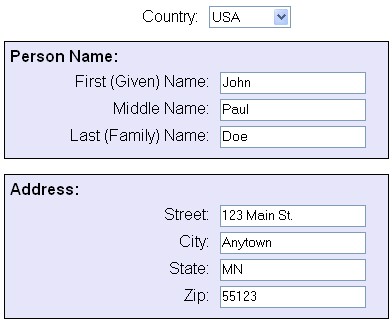 Country: USA
Person Name:
First (Given) Name: John
Middle Name: Paul
Last (Family) Name: Doe
Address:
Street: 123 Main St.
City: Anytown
State: MN
Zip: 55123